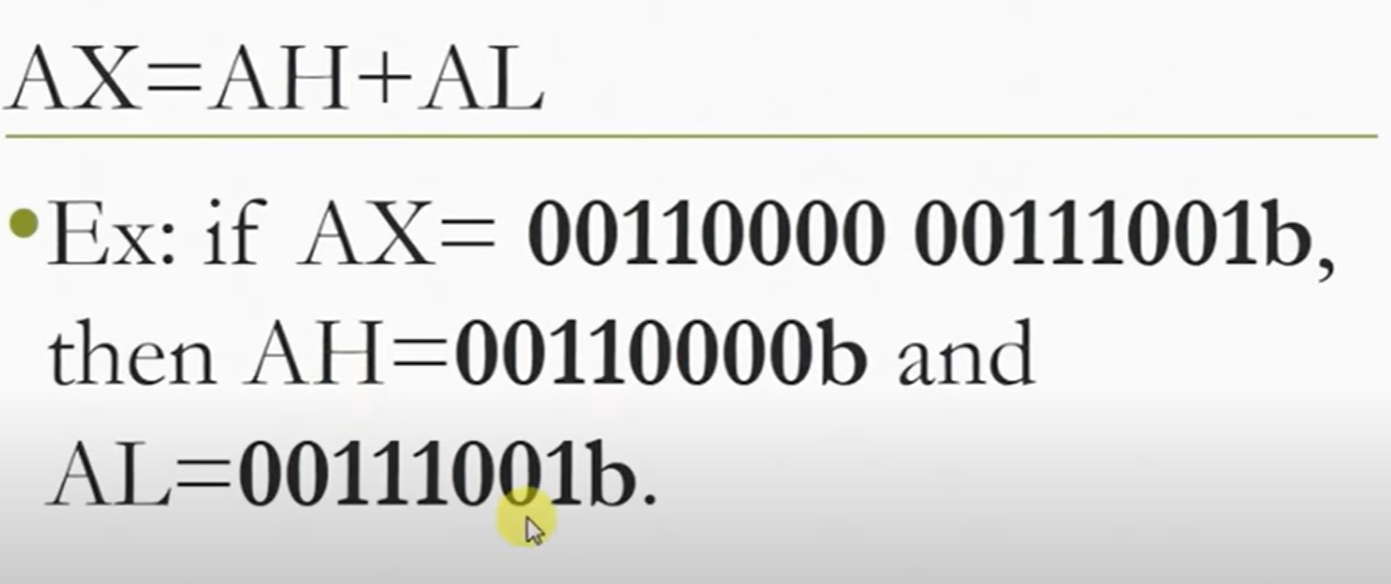 AX=AH+AL
•Ex: if AX= 00110000 00111001b,
then AH=00110000b and
AL=00111001b.